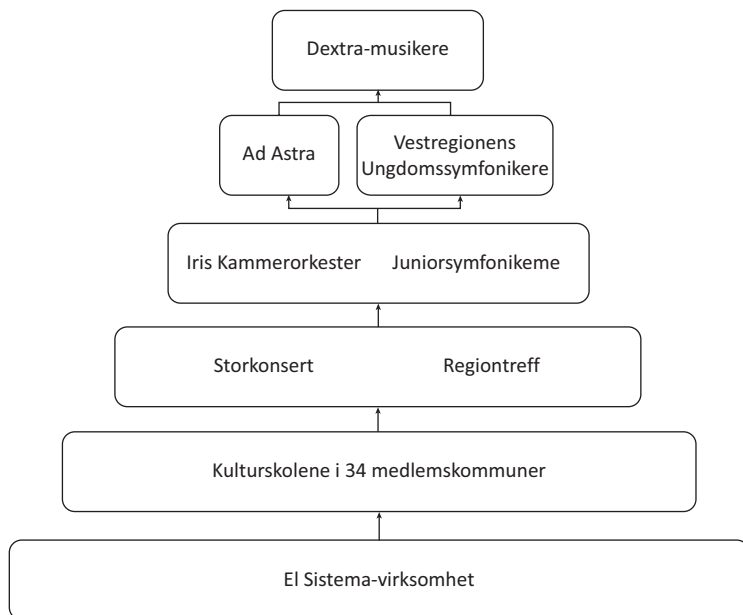 Dextra-musikere
Ad Astra
Vestregionens
Ungdomssymfonikere
Iris Kammerorkester
Juniorsymfonikeme
Storkonsert
Regiontreff
Kulturskolene i 34 medlemskommuner
El Sistema-virksomhet